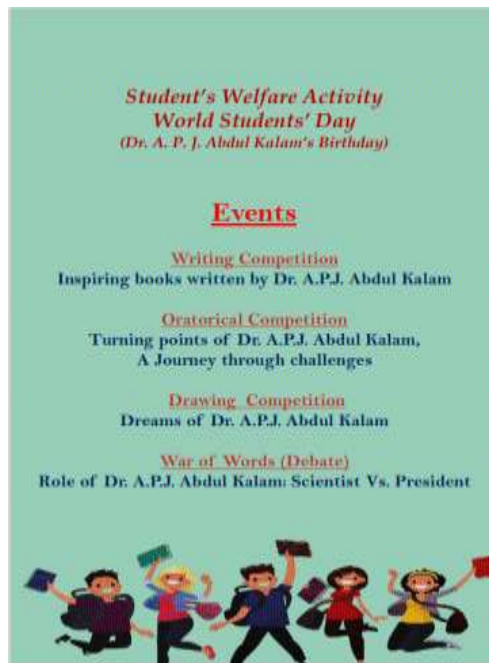 Student's Welfare Activity
World Students' Day
(Dr. A. P. J. Abdul Kalam's Birthday)
Events
Writing Competition
Inspiring books written by Dr. A.P.J. Abdul Kalam
Oratorical Competition
Turning points of Dr. A.P.J. Abdul Kalam,
A Journey through challenges
Drawing Competition
Dreams of Dr. A.P.J. Abdul Kalam
War of Words (Debate)
Role of Dr. A.P.J. Abdul Kalam: Scientist Vs. President